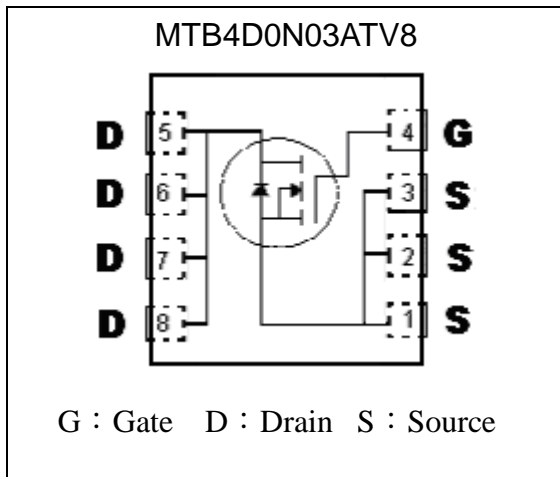 MTB4D0N03ATV8
D 5 4 G
D 6 3 S
D 7 2 S
D 8 1 S
G：Gate D：Drain S：Source